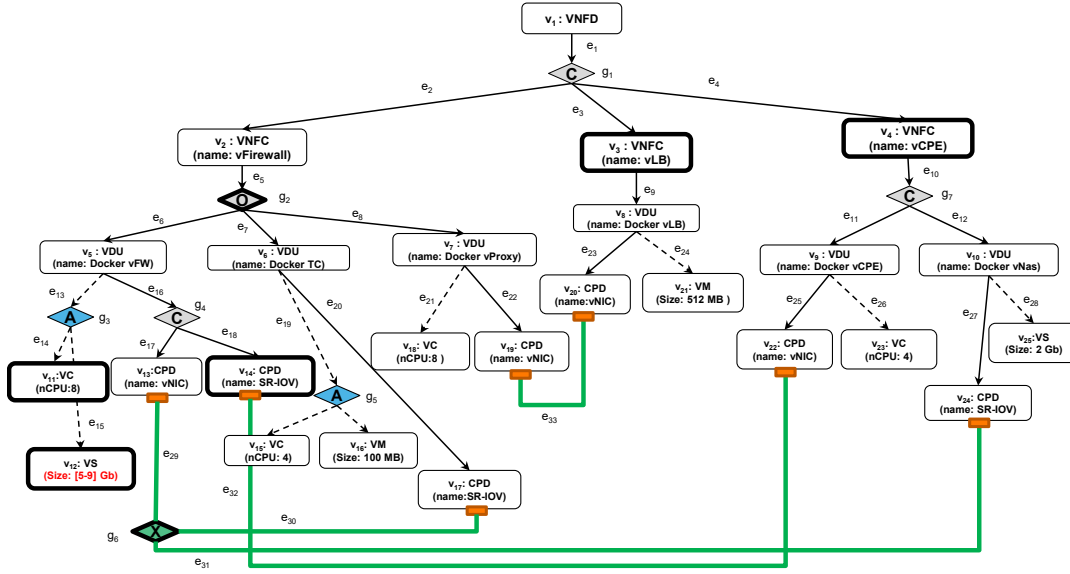 v1 : VNFD
e1
C
g1
e2
e3
e4
v2 : VNFC
(name: vFirewall)
v3 : VNFC
(name: vLB)
v4 : VNFC
(name: vCPE)
e5
e9
e10
O
g2
C
g7
e6
e7
e8
e11
e12
v5 : VDU
(name: Docker vFW)
v6 : VDU
(name: Docker TC)
v7 : VDU
(name: Docker vProxy)
v8 : VDU
(name: Docker vLB)
v9 : VDU
(name: Docker vCPE)
v10 : VDU
(name: Docker vNas)
e13
e16
e20
e21
e22
e23
e24
e25
e26
e27
e28
A
g3
C
g4
e19
v20: CPD
(name:vNIC)
v21: VM
(Size: 512 MB )
e14
e17
e18
v18: VC
(nCPU:8 )
v19: CPD
(name: vNIC)
v22: CPD
(name: vNIC)
v23: VC
(nCPU: 4)
v25: VS
(Size: 2 Gb)
v11:VC
(nCPU:8)
v13:CPD
(name: vNIC)
v14: CPD
(name: SR-IOV)
A
g5
v24: CPD
(name: SR-IOV)
e15
e33
v15: VC
(nCPU: 4)
v16: VM
(Size: 100 MB)
v12: VS
(Size: [5-9] Gb)
e29
e32
v17: CPD
(name:SR-IOV)
X
g6
e30
e31